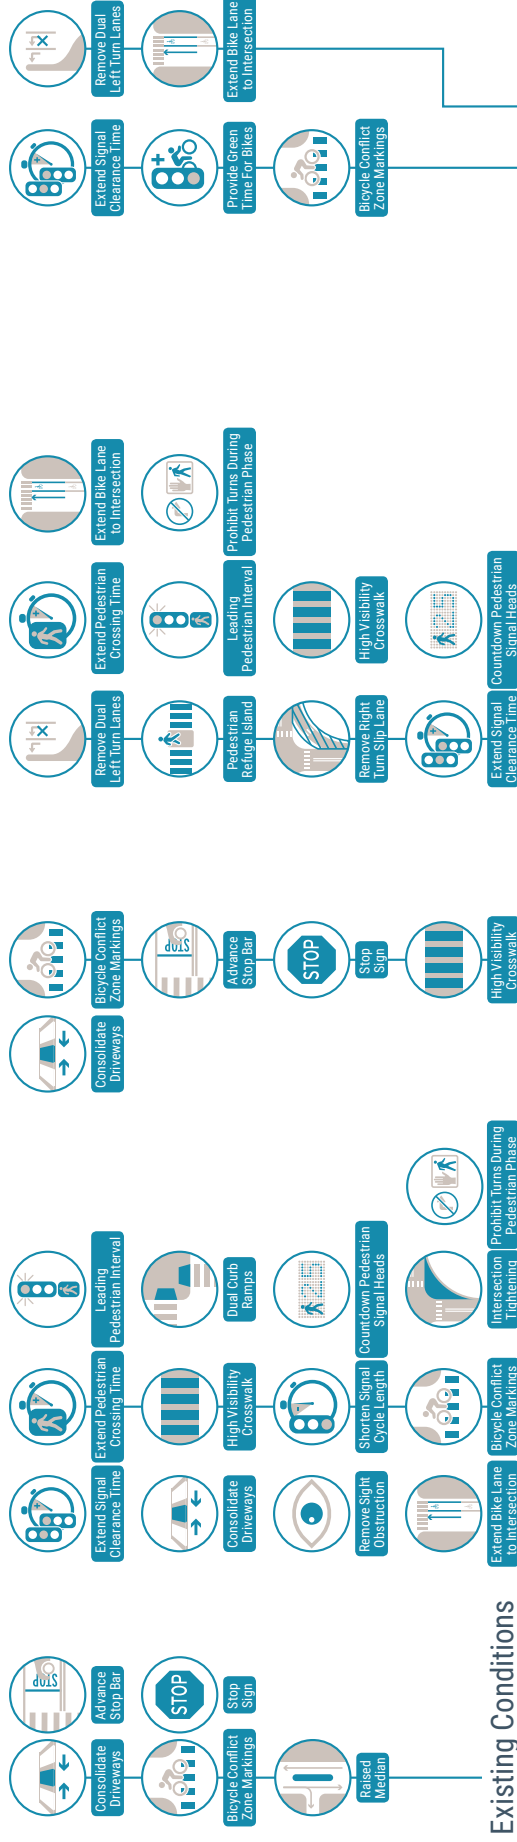 Consolidate
Driveways
STOP
Advance
Stop Bar
Bicycle Conflict
Zone Markings
STOP
Stop
Sign
Raised
Median
Existing Conditions
Extend Signal
Clearance Time
Extend Pedestrian
Crossing Time
Leading
Pedestrian Interval
Consolidate
Driveways
High Visibility
Crosswalk
Dual Curb
Ramps
Remove Sight
Obstruction
Shorten Signal
Cycle Length
25
Countdown Pedestrian
Signal Heads
Extend Bike Lane
to Intersection
Bicycle Conflict
Zone Markings
Intersection
Tightening
Prohibit Turns During
Pedestrian Phase
Consolidate
Driveways
Bicycle Conflict
Zone Markings
STOP
Advance
Stop Bar
STOP
Stop
Sign
High Visibility
Crosswalk
Remove Dual
Left Turn Lanes
Extend Pedestrian
Crossing Time
Extend Bike Lane
to Intersection
Pedestrian
Refuge Island
Leading
Pedestrian Interval
Prohibit Turns During
Pedestrian Phase
Remove Right
Turn Slip Lane
High Visibility
Crosswalk
Extend Signal
Clearance Time
25
Countdown Pedestrian
Signal Heads
Extend Signal
Clearance Time
Remove Dual
Left Turn Lanes
Provide Green
Time For Bikes
Extend Bike Lane
to Intersection
Bicycle Conflict
Zone Markings